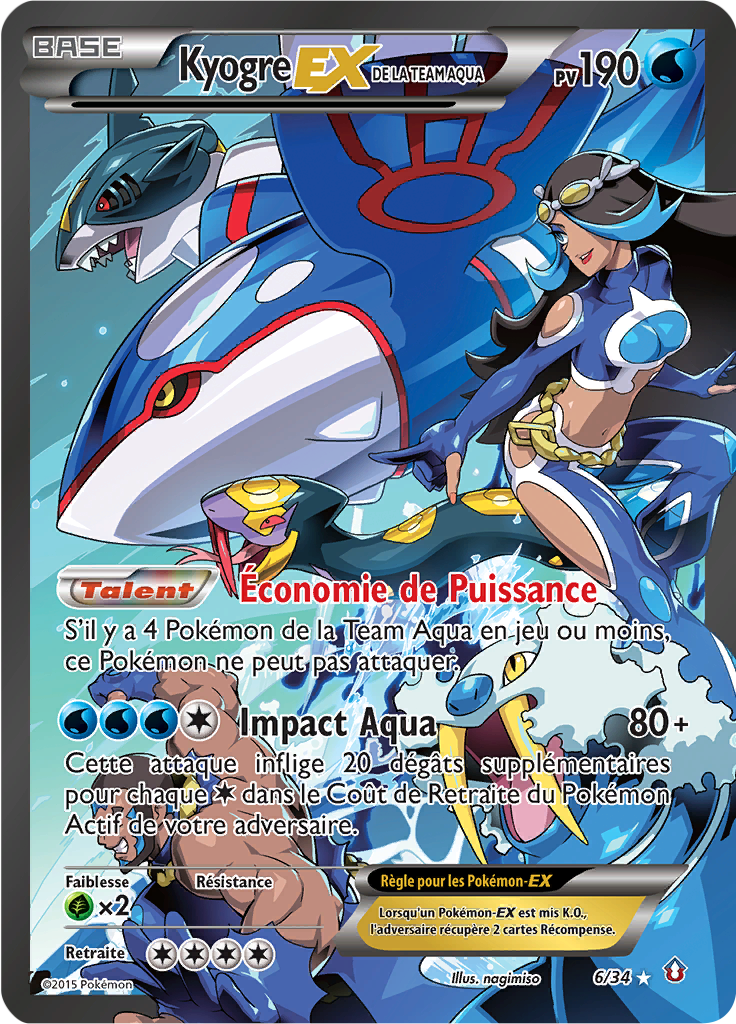 BASE
Kyogre EX DE LA TEAM AQUA
PV190
Talent Économie de Puissance
S'il y a 4 Pokémon de la Team Aqua en jeu ou moins,
ce Pokémon ne peut pas attaquer.
Impact Aqua 80+
Cette attaque inflige 20 dégâts supplémentaires
pour chaque dans le Coût de Retraite du Pokémon
Actif de votre adversaire.
Faiblesse Résistance
×2
Règle pour les Pokémon-EX
Lorsqu'un Pokémon-EX est mis K.O.,
l'adversaire récupère 2 cartes Récompense.
Retraite
©2015 Pokémon
Illus. nagimiso
6/34